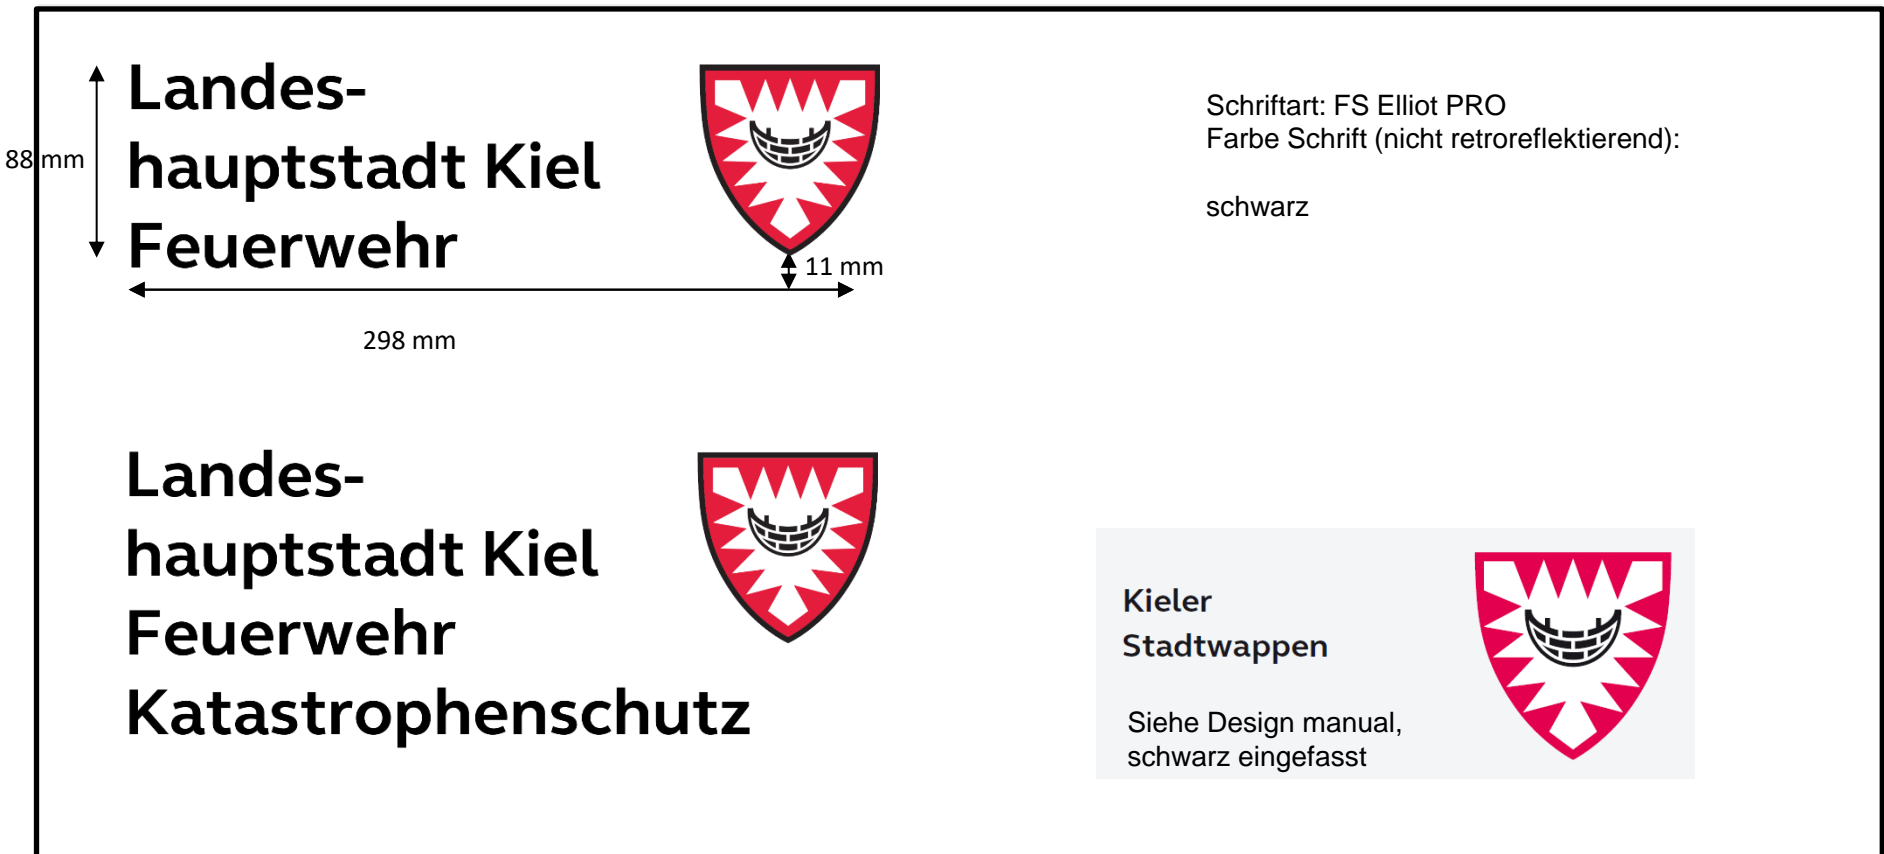 Landes-
hauptstadt Kiel
Feuerwehr
88 mm
11 mm
298 mm
Schriftart: FS Elliot PRO
Farbe Schrift (nicht retroreflektierend):
schwarz
Landes-
hauptstadt Kiel
Feuerwehr
Katastrophenschutz
Kieler
Stadtwappen
Siehe Design manual,
schwarz eingefasst